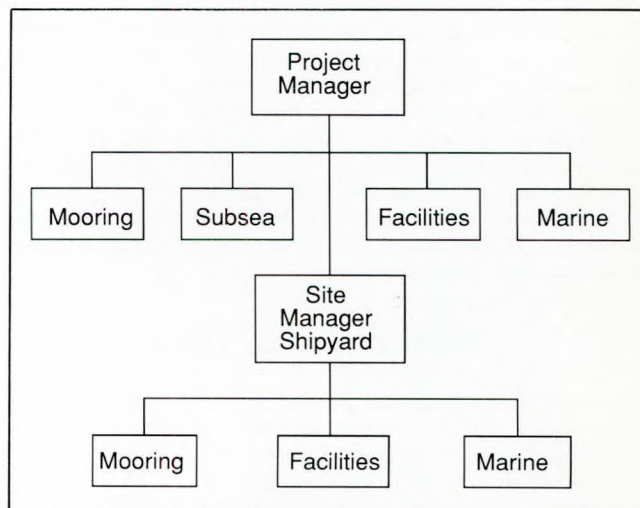 Project
Manager
Mooring
Subsea
Facilities
Marine
Site
Manager
Shipyard
Mooring
Facilities
Marine